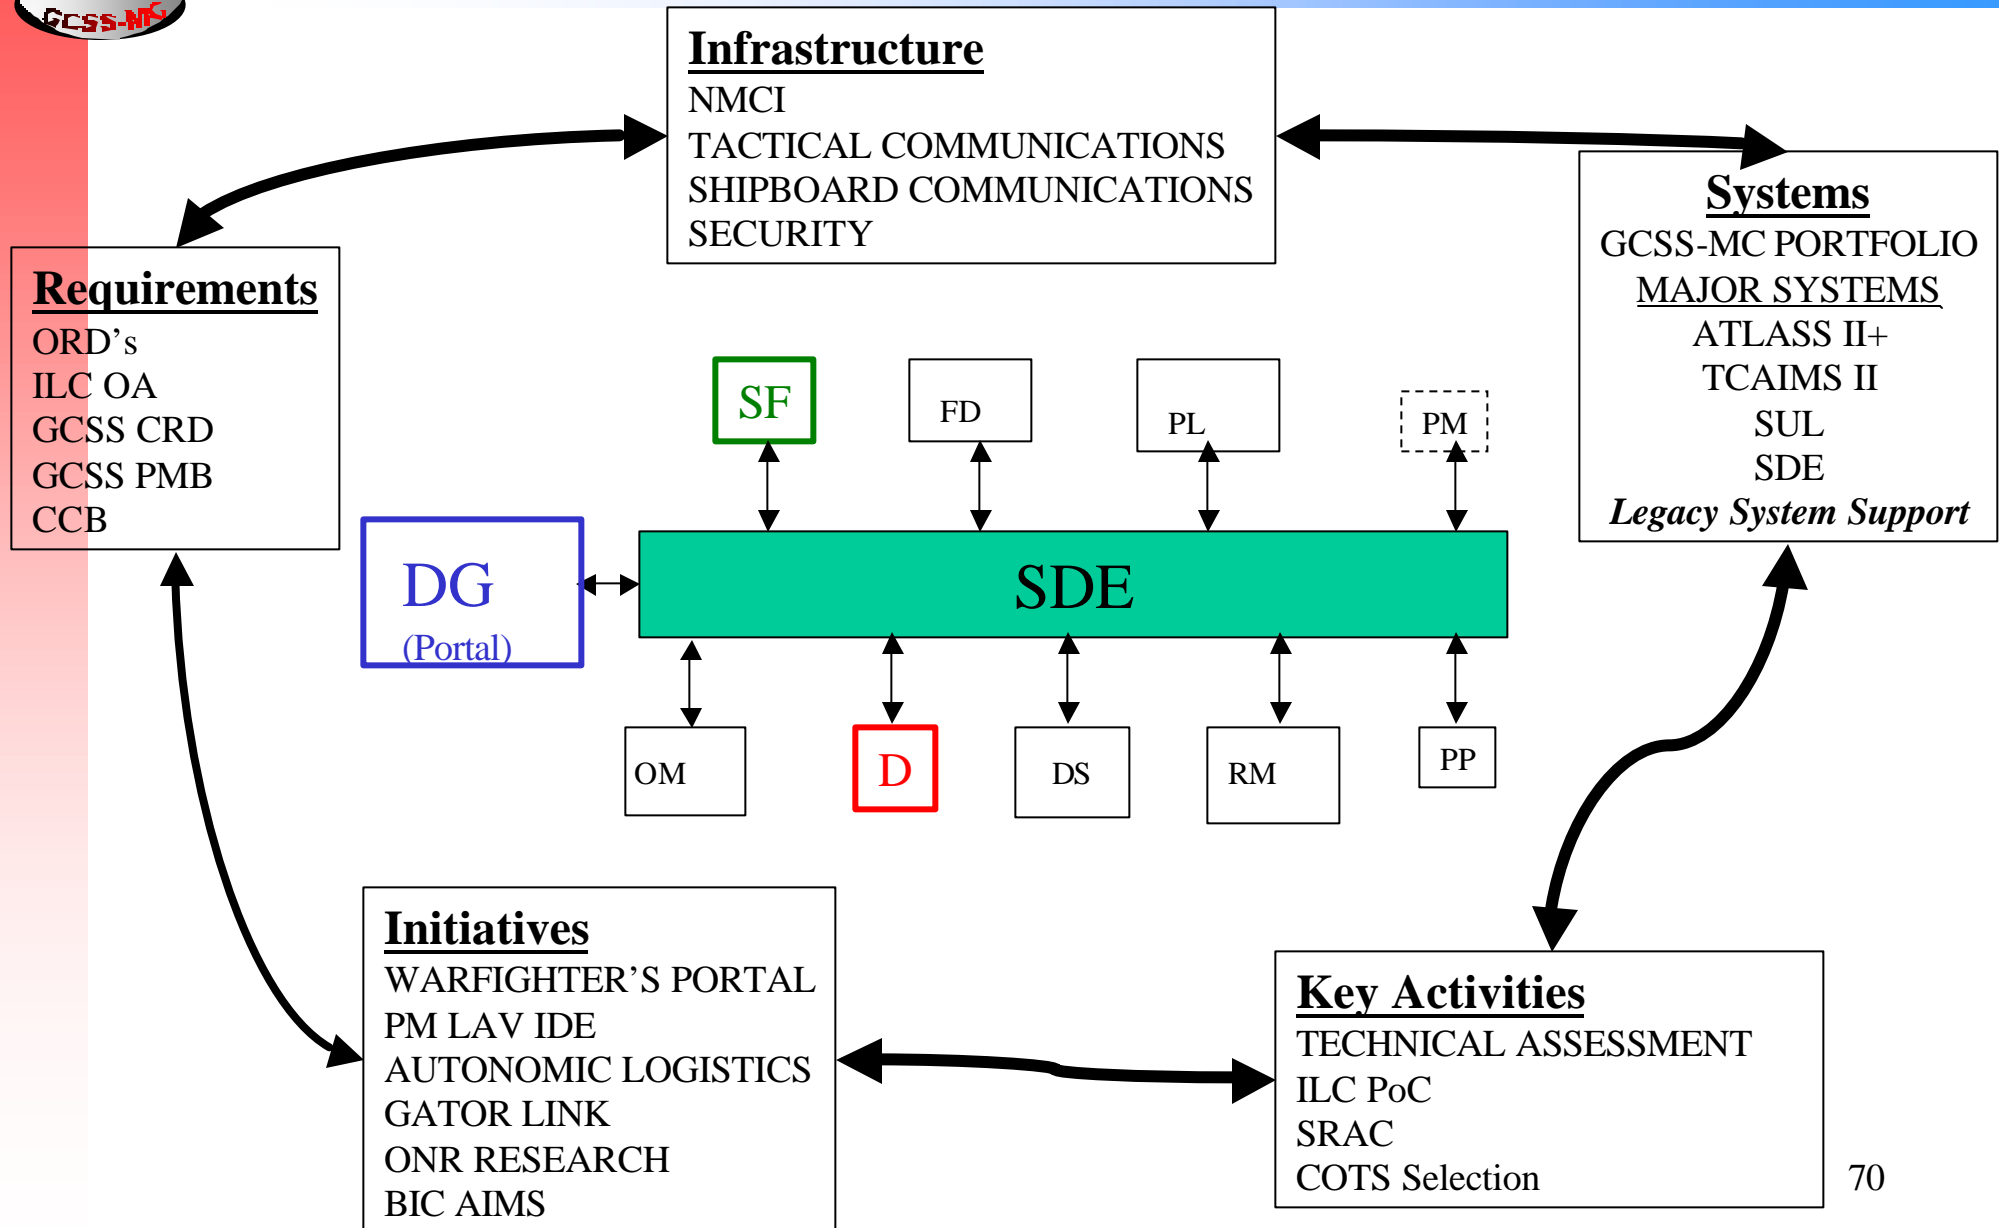 GCSS-MC
Infrastructure
NMCI
TACTICAL COMMUNICATIONS
SHIPBOARD COMMUNICATIONS
SECURITY
Systems
GCSS-MC PORTFOLIO
MAJOR SYSTEMS
ATLASS II+
TCAIMS II
SUL
SDE
Legacy System Support
Requirements
ORD’s
ILC OA
GCSS CRD
GCSS PMB
CCB
SF
FD
PL
PM
DG
(Portal)
SDE
OM
D
DS
RM
PP
Initiatives
WARFIGHTER’S PORTAL
PM LAV IDE
AUTONOMIC LOGISTICS
GATOR LINK
ONR RESEARCH
BIC AIMS
Key Activities
TECHNICAL ASSESSMENT
ILC PoC
SRAC
COTS Selection
70